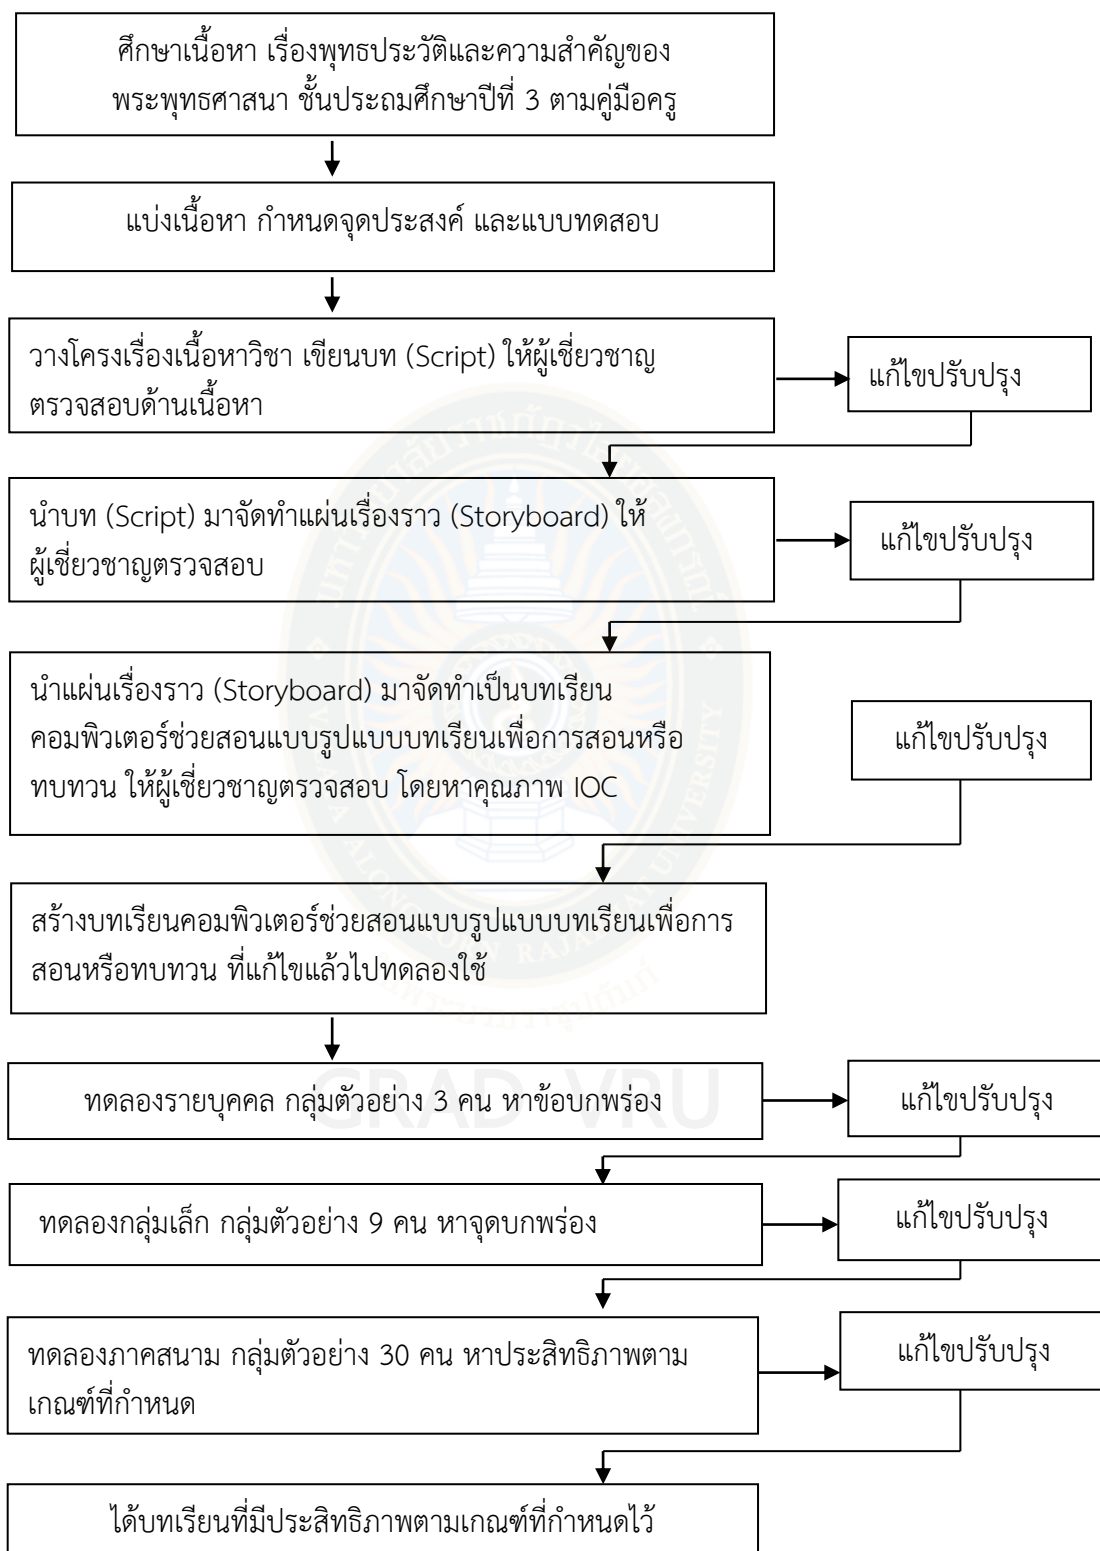 ศึกษาเนื้อหา เรื่องพุทธประวัติและความสำคัญของ
พระพุทธศาสนา ชั้นประถมศึกษาปีที่ 3 ตามคู่มือครู
แบ่งเนื้อหา กำหนดจุดประสงค์ และแบบทดสอบ
วางโครงเรื่องเนื้อหาวิชา เขียนบท (Script) ให้ผู้เชี่ยวชาญ
ตรวจสอบด้านเนื้อหา
แก้ไขปรับปรุง
นำบท (Script) มาจัดทำแผ่นเรื่องราว (Storyboard) ให้
ผู้เชี่ยวชาญตรวจสอบ
แก้ไขปรับปรุง
นำแผ่นเรื่องราว (Storyboard) มาจัดทำเป็นบทเรียน
คอมพิวเตอร์ช่วยสอนแบบรูปแบบบทเรียนเพื่อการสอนหรือ
ทบทวน ให้ผู้เชี่ยวชาญตรวจสอบ โดยหาคุณภาพ IOC
แก้ไขปรับปรุง
สร้างบทเรียนคอมพิวเตอร์ช่วยสอนแบบรูปแบบบทเรียนเพื่อการ
สอนหรือทบทวน ที่แก้ไขแล้วไปทดลองใช้
ทดลองรายบุคคล กลุ่มตัวอย่าง 3 คน หาข้อบกพร่อง
แก้ไขปรับปรุง
GRAD VRU
ทดลองกลุ่มเล็ก กลุ่มตัวอย่าง 9 คน หาจุดบกพร่อง
แก้ไขปรับปรุง
ทดลองภาคสนาม กลุ่มตัวอย่าง 30 คน หาประสิทธิภาพตาม
เกณฑ์ที่กำหนด
แก้ไขปรับปรุง
ได้บทเรียนที่มีประสิทธิภาพตามเกณฑ์ที่กำหนดไว้